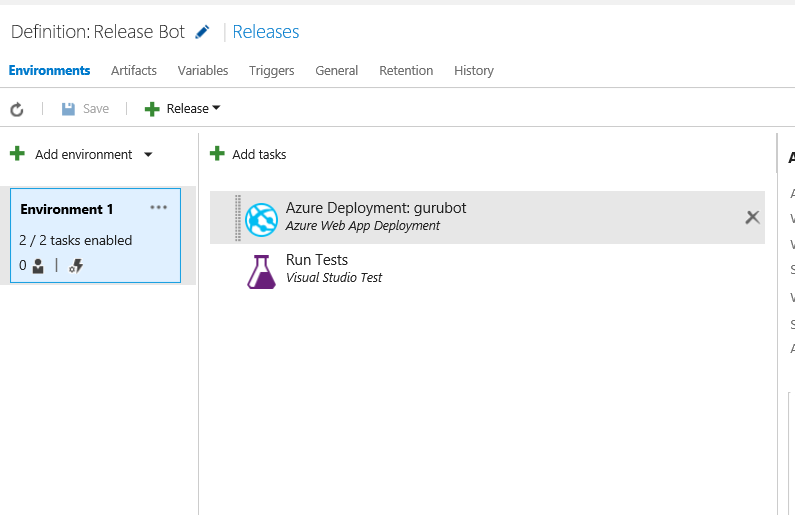 Definition: Release Bot Releases
Environments Artifacts Variables Triggers General Retention History
Save Release
Add environment
Add tasks
Environment 1
2 / 2 tasks enabled
0
Azure Deployment: gurubot
Azure Web App Deployment
Run Tests
Visual Studio Test